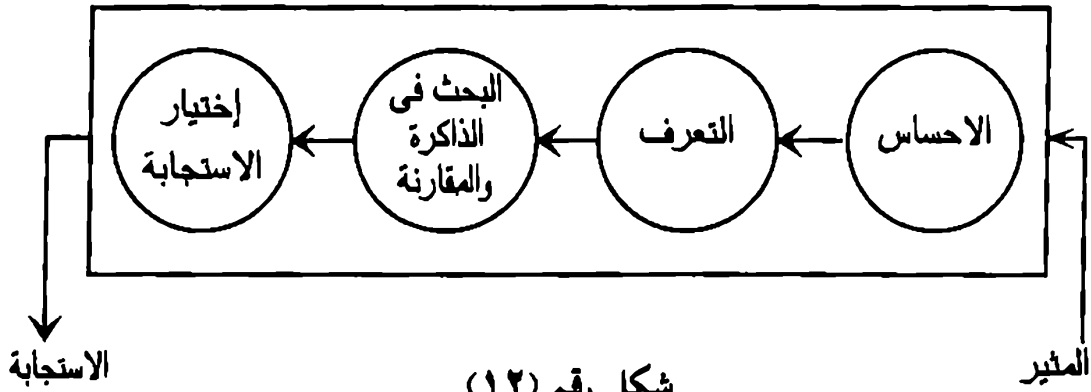 الاحساس
التعرف
البحث فى
الذاكرة
والمقارنة
إختيار
الاستجابة
المثير
الاستجابة
شكل رقم (١٢)